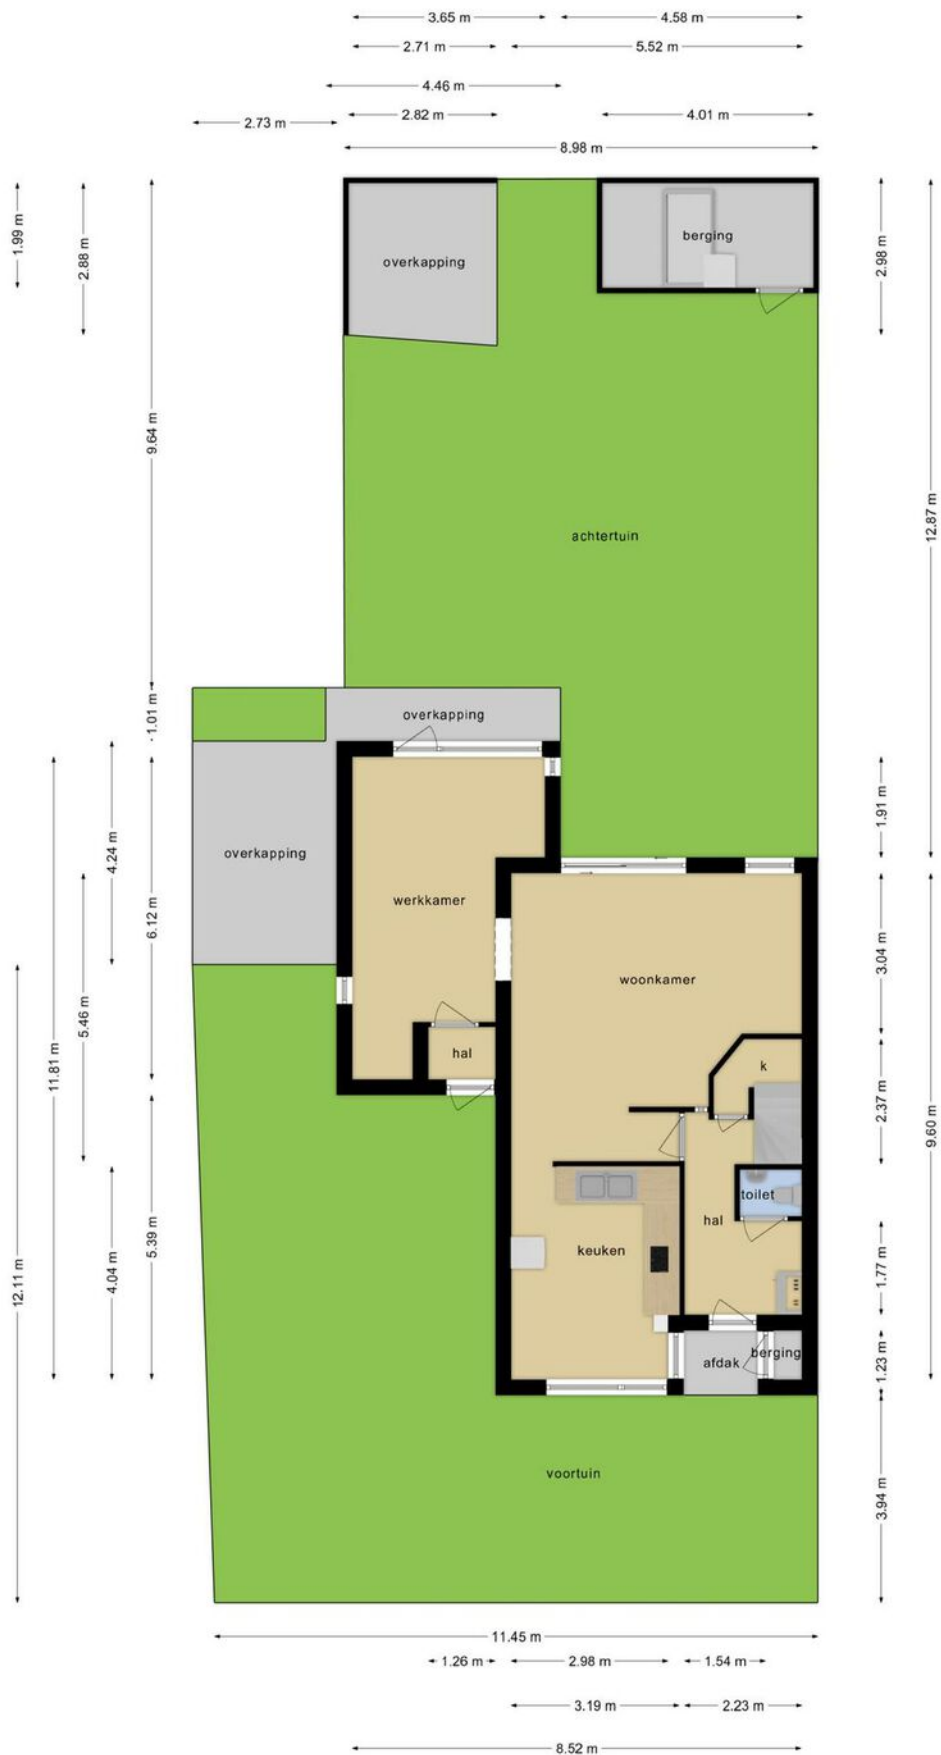 3.65 m
4.58 m
2.71 m
5.52 m
4.46 m
2.82 m
4.01 m
2.73 m
8.98 m
1.99 m
2.88 m
2.98 m
berging
overkapping
9.64 m
12.87 m
achtertuin
1.01 m
overkapping
1.91 m
4.24 m
overkapping
6.12 m
werkkamer
3.04 m
woonkamer
5.46 m
11.81 m
hal
k
2.37 m
9.60 m
toilet
hal
5.39 m
keuken
1.77 m
4.04 m
12.11 m
afdak
berging
1.23 m
voortuin
3.94 m
11.45 m
1.26 m
2.98 m
1.54 m
3.19 m
2.23 m
8.52 m